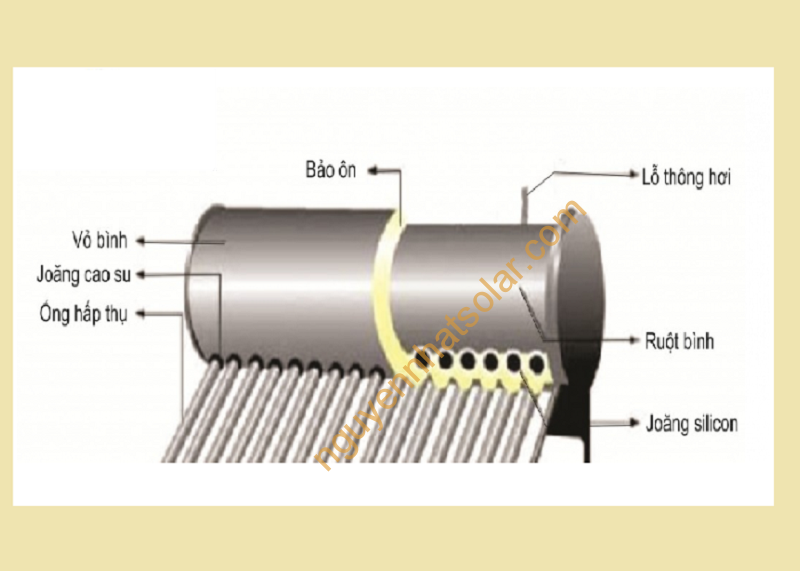 Bảo ôn
Lỗ thông hơi
Vỏ bình
Joăng cao su
Ống hấp thụ
Ruột bình
Joăng silicon
nguyennhatsolar.com